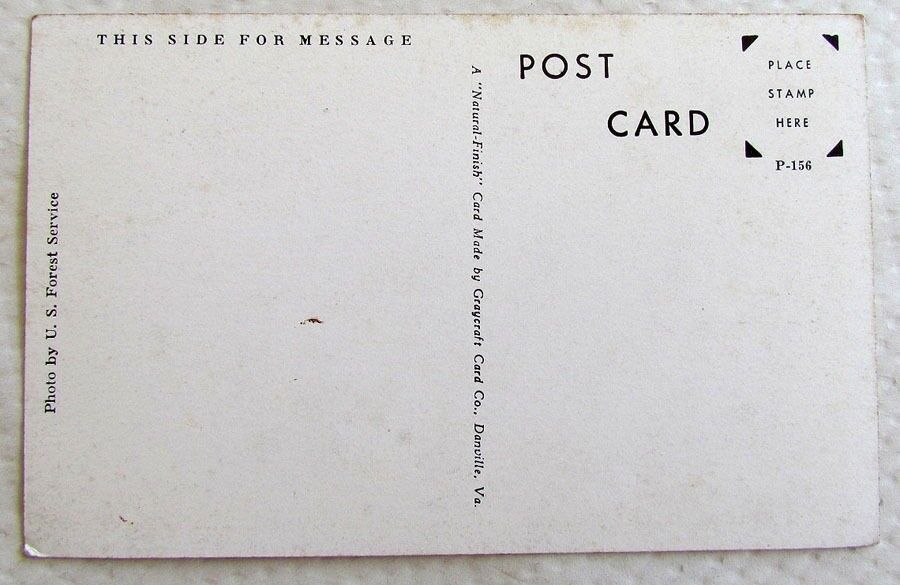 THIS SIDE FOR MESSAGE
Photo by U. S. Forest Service
A "Natural-Finish" Card Made by Graycraft Card Co., Danville, Va.
POST
CARD
PLACE
STAMP
HERE
P-156